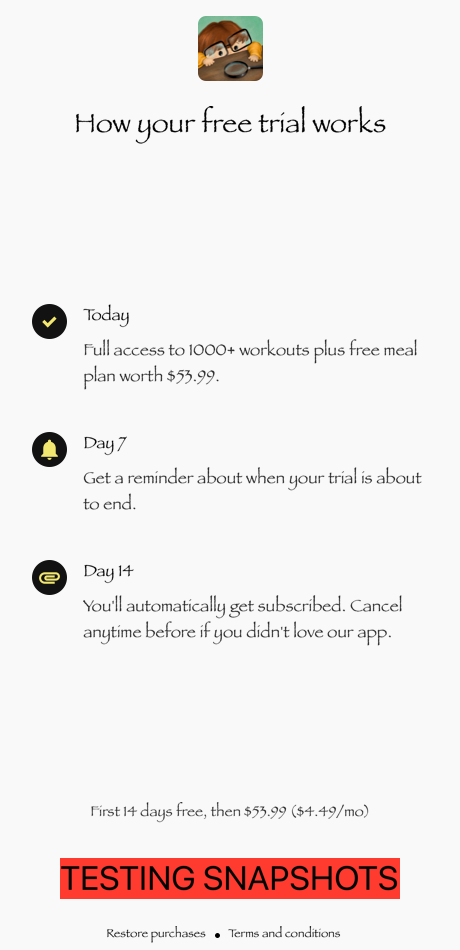 How your free trial works
Today
Full access to 1000+ workouts plus free meal
plan worth $53.99.
Day 7
Get a reminder about when your trial is about
to end.
Day 14
You'll automatically get subscribed. Cancel
anytime before if you didn't love our app.
First 14 days free, then $53.99 ($4.49/mo)
TESTING SNAPSHOTS
Restore purchases • Terms and conditions